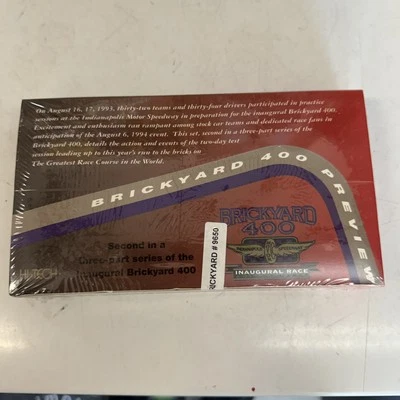 On August 16, 17, 1993, thirty-two teams and thirty-four drivers participated in practice
sessions at the Indianapolis Motor Speedway in preparation for the inaugural Brickyard 400.
Excitement and enthusiasm ran rampant among stock car teams and dedicated race fans in
anticipation of the August 6, 1994 event. This set, second in a three-part series of the
Brickyard 400, details the action and events of the two-day test
session leading up to this year's run to the bricks on
The Greatest Race Course in the World.
BRICKYARD 400 PREVIEW
BRICKYARD
400
INAUGURAL RACE
Second in a
three-part series of the
inaugural Brickyard 400
HI-TECH
RICKYARD # 9650